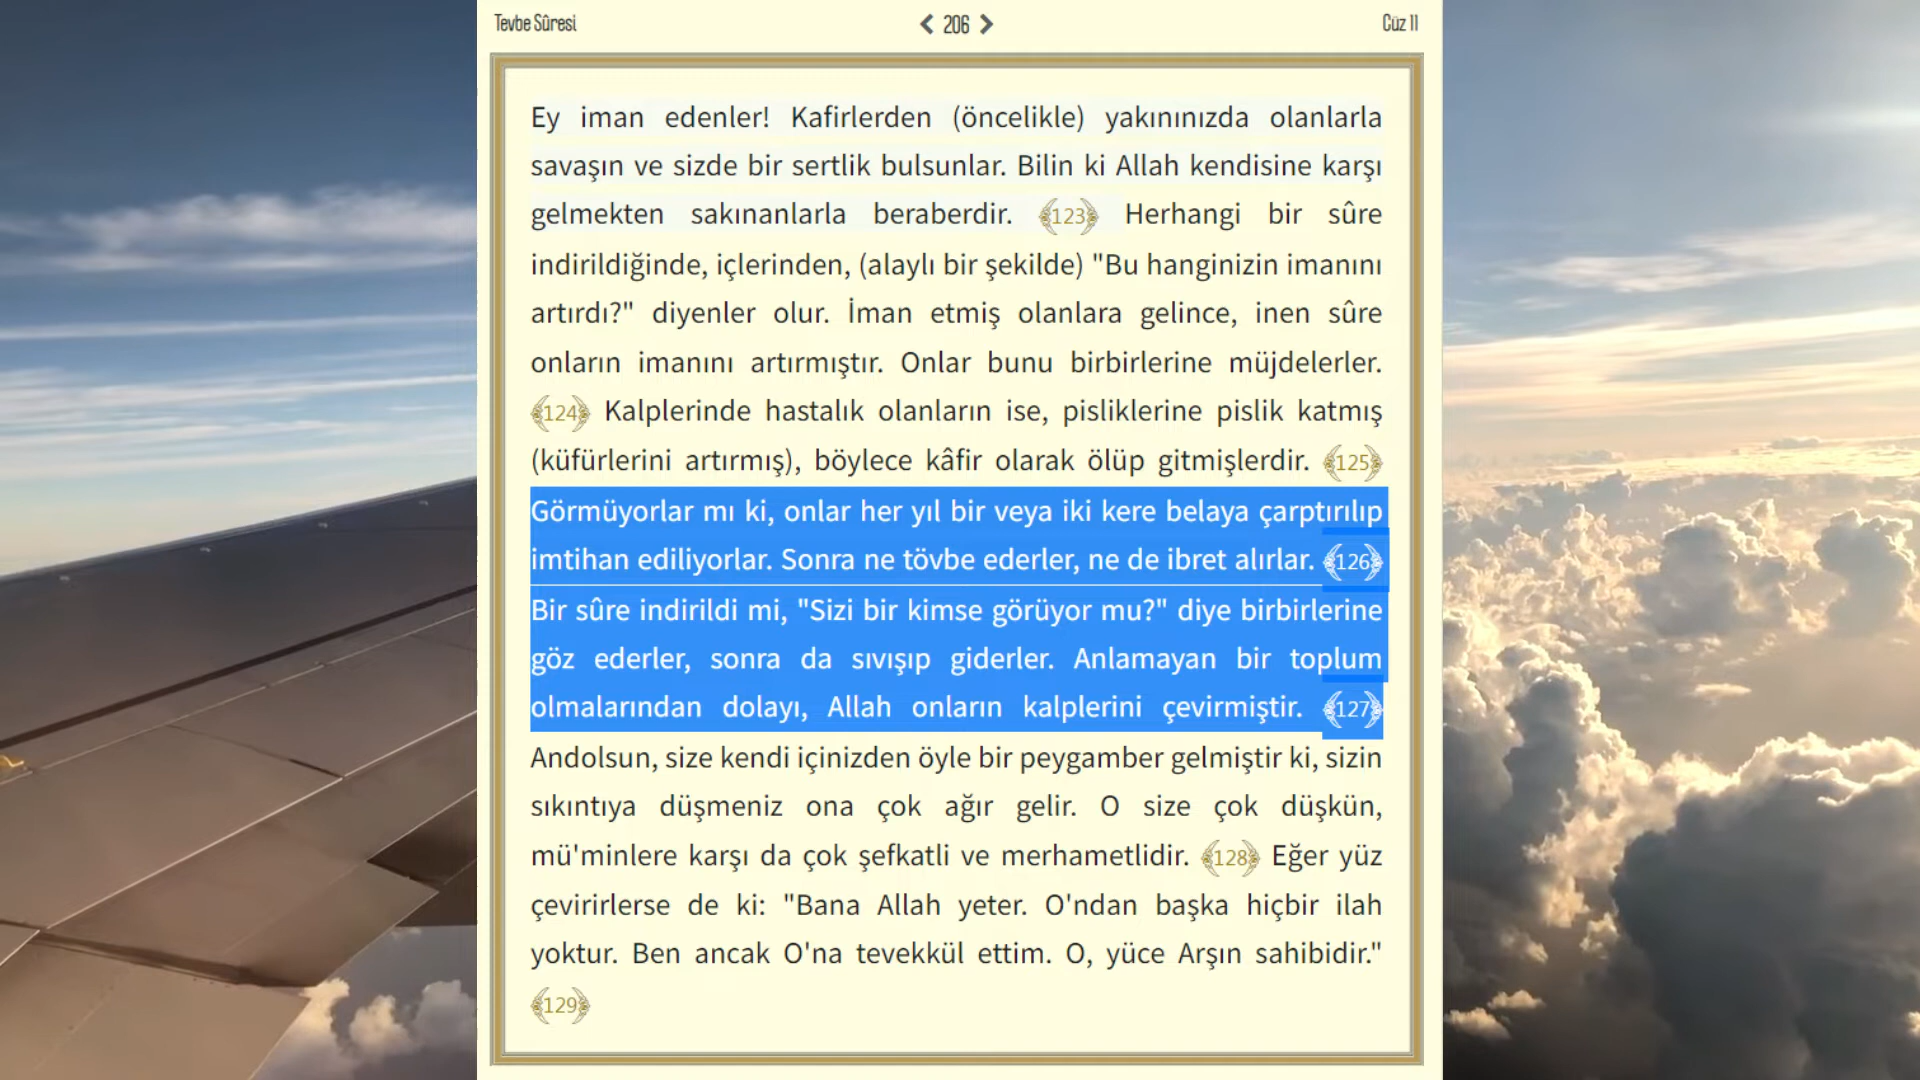 Tevbe Sûresi
206
Cüz 11
Ey iman edenler! Kafirlerden (öncelikle) yakınınızda olanlarla
savaşın ve sizde bir sertlik bulsunlar. Bilin ki Allah kendisine karşı
gelmekten sakınanlarla beraberdir. 123 Herhangi bir sûre
indirildiğinde, içlerinden, (alaylı bir şekilde) "Bu hanginizin imanını
artırdı?" diyenler olur. İman etmiş olanlara gelince, inen sûre
onların imanını artırmıştır. Onlar bunu birbirlerine müjdelerler.
124 Kalplerinde hastalık olanların ise, pisliklerine pislik katmış
(küfürlerini artırmış), böylece kâfir olarak ölüp gitmişlerdir. 125
Görmüyorlar mı ki, onlar her yıl bir veya iki kere belaya çarptırılıp
imtihan ediliyorlar. Sonra ne tövbe ederler, ne de ibret alırlar. 126
Bir sûre indirildi mi, "Sizi bir kimse görüyor mu?" diye birbirlerine
göz ederler, sonra da sıvışıp giderler. Anlamayan bir toplum
olmalarından dolayı, Allah onların kalplerini çevirmiştir. 127
Andolsun, size kendi içinizden öyle bir peygamber gelmiştir ki, sizin
sıkıntıya düşmeniz ona çok ağır gelir. O size çok düşkün,
mü'minlere karşı da çok şefkatli ve merhametlidir. 128 Eğer yüz
çevirirlerse de ki: "Bana Allah yeter. O'ndan başka hiçbir ilah
yoktur. Ben ancak O'na tevekkül ettim. O, yüce Arşın sahibidir."
129